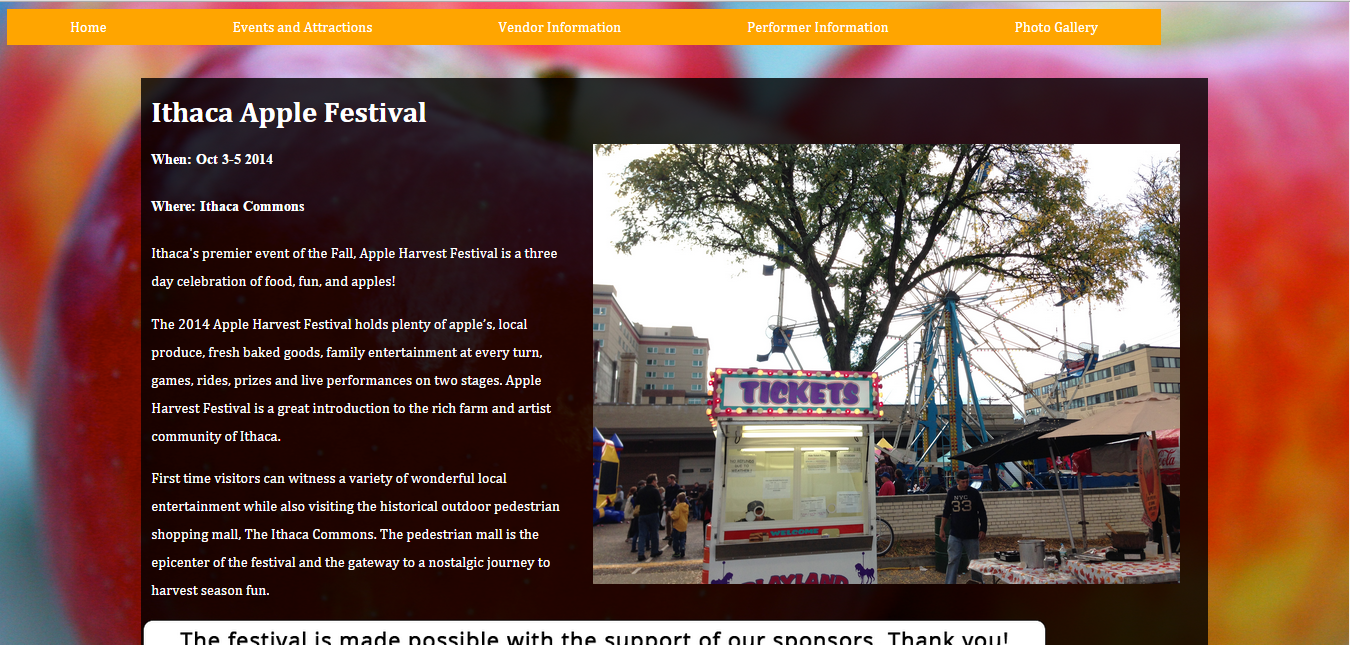 Home Events and Attractions Vendor Information Performer Information Photo Gallery
Ithaca Apple Festival
When: Oct 3-5 2014
Where: Ithaca Commons
Ithaca's premier event of the Fall, Apple Harvest Festival is a three
day celebration of food, fun, and apples!
The 2014 Apple Harvest Festival holds plenty of apple's, local
produce, fresh baked goods, family entertainment at every turn,
games, rides, prizes and live performances on two stages. Apple
Harvest Festival is a great introduction to the rich farm and artist
community of Ithaca.
First time visitors can witness a variety of wonderful local
entertainment while also visiting the historical outdoor pedestrian
shopping mall, The Ithaca Commons. The pedestrian mall is the
epicenter of the festival and the gateway to a nostalgic journey to
harvest season fun.
TICKETS
WELCOME
PLAYLAND
NYC
33
The festival is made possible with the support of our sponsors. Thank you!